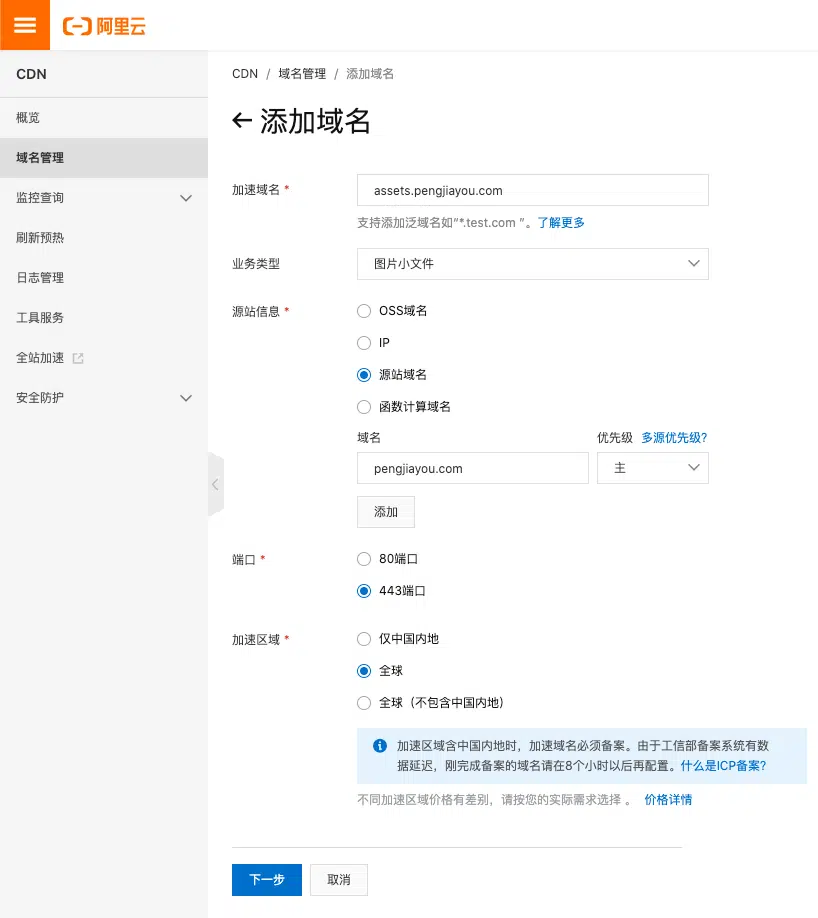 阿里云
CDN
概览
域名管理
监控查询
刷新预热
日志管理
工具服务
全站加速
安全防护
CDN / 域名管理 / 添加域名
添加域名
加速域名 *
assets.pengjiayou.com
支持添加泛域名如"*.test.com "。了解更多
业务类型
图片小文件
源站信息 *
OSS域名
IP
源站域名
函数计算域名
域名 优先级 多源优先级?
pengjiayou.com 主
添加
端口 *
80端口
443端口
加速区域 *
仅中国内地
全球
全球（不包含中国内地）
加速区域含中国内地时，加速域名必须备案。由于工信部备案系统有数
据延迟，刚完成备案的域名请在8个小时以后再配置。什么是ICP备案?
不同加速区域价格有差别，请按您的实际需求选择 。 价格详情
下一步 取消